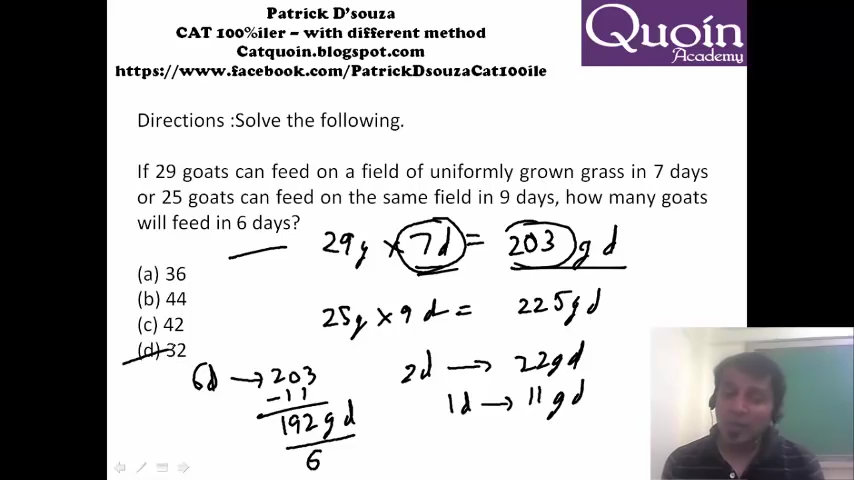 Patrick D'souza
CAT 100%iler – with different method
Catquoin.blogspot.com
https://www.facebook.com/PatrickDsouzaCat100ile
Quoin
Academy
Directions :Solve the following.
If 29 goats can feed on a field of uniformly grown grass in 7 days
or 25 goats can feed on the same field in 9 days, how many goats
will feed in 6 days?
29g × 7d = 203 g d
(a) 36
(b) 44
25g × 9 d = 225gd
(c) 42
(d) 32
2d → 22gd
6d → 203
1d → 11 gd
-11
192 g d
6